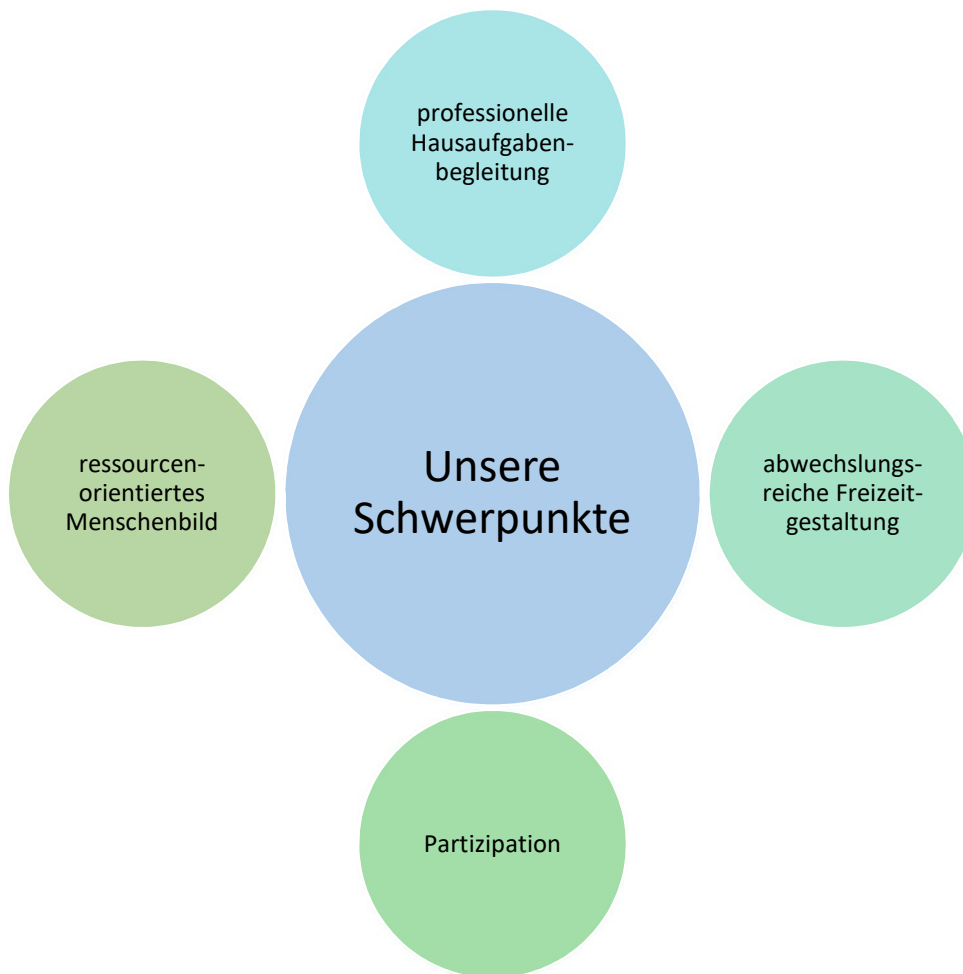 professionelle
Hausaufgaben-
begleitung
ressourcen-
orientiertes
Menschenbild
Unsere
Schwerpunkte
abwechslungs-
reiche Freizeit-
gestaltung
Partizipation